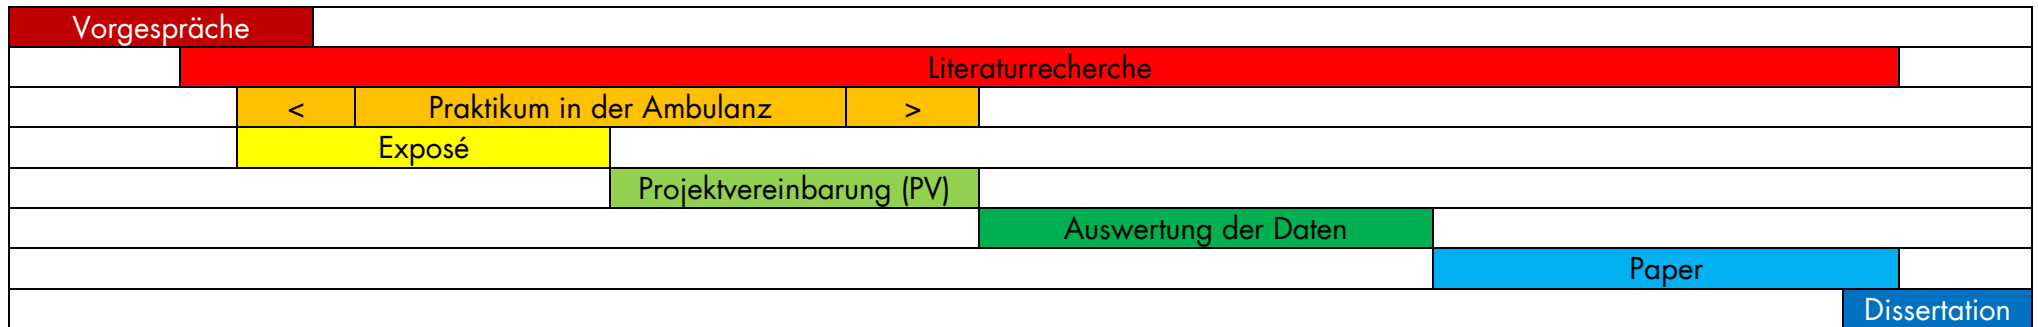 Vorgespräche
Literaturrecherche
< Praktikum in der Ambulanz >
Exposé
Projektvereinbarung (PV)
Auswertung der Daten
Paper
Dissertation